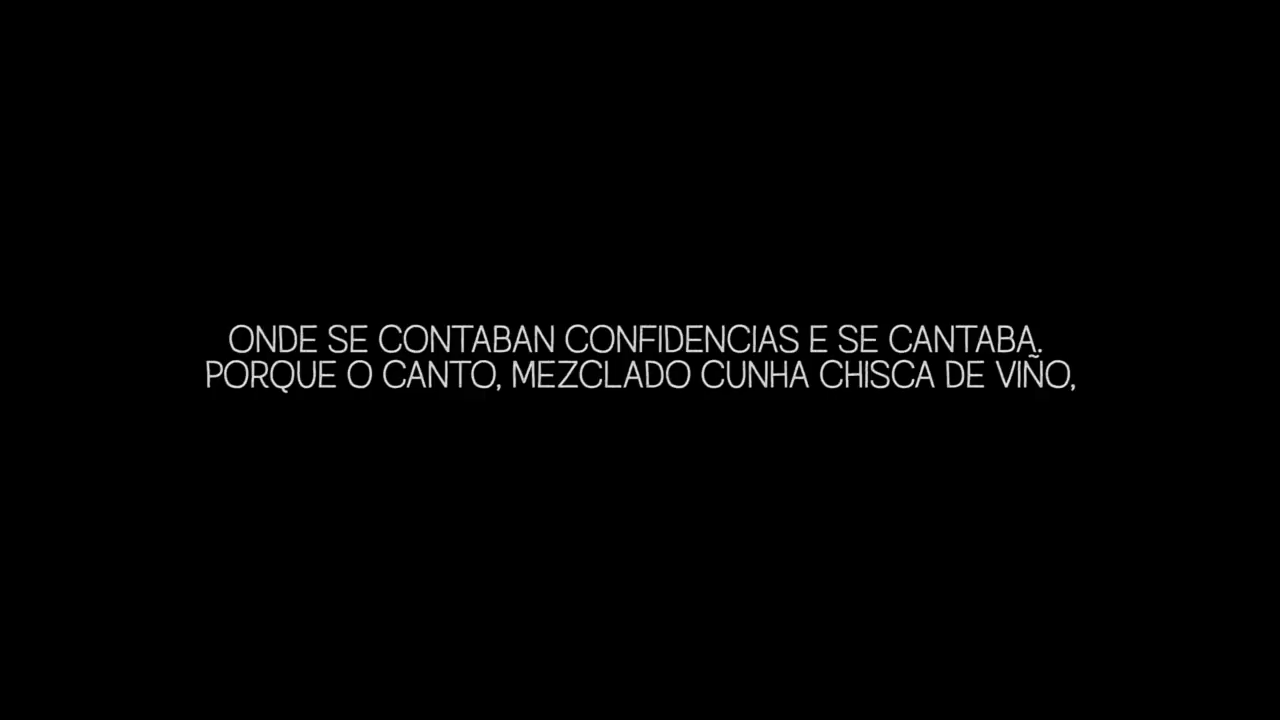 ONDE SE CONTABAN CONFIDENCIAS E SE CANTABA.
PORQUE O CANTO, MEZCLADO CUNHA CHISCA DE VIÑO,